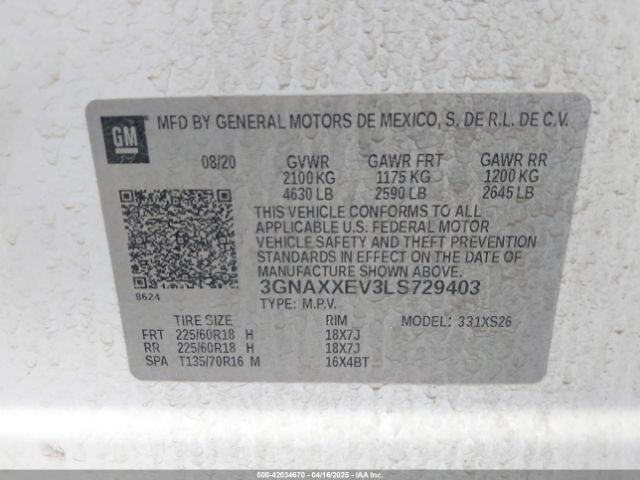 GM
MFD BY GENERAL MOTORS DE MEXICO, S. DE R.L. DE C.V.
08/20 GVWR GAWR FRT GAWR RR
2100 KG 1175 KG 1200 KG
4630 LB 2590 LB 2645 LB
THIS VEHICLE CONFORMS TO ALL
APPLICABLE U.S. FEDERAL MOTOR
VEHICLE SAFETY AND THEFT PREVENTION
STANDARDS IN EFFECT ON THE DATE OF
MANUFACTURE SHOWN ABOVE.
8624
3GNAXXEV3LS729403
TYPE: M.P.V.
TIRE SIZE RIM MODEL: 331XS26
FRT 225/60R18 H 18X7J
RR 225/60R18 H 18X7J
SPA T135/70R16 M 16X4BT
000-42034670 - 04/16/2025 - IAA Inc.